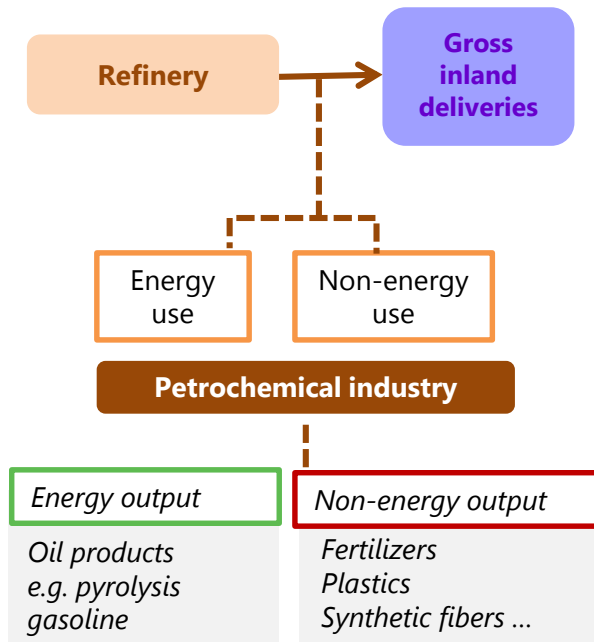 Refinery
Gross
inland
deliveries
Energy
use
Non-energy
use
Petrochemical industry
Energy output
Oil products
e.g. pyrolysis
gasoline
Non-energy output
Fertilizers
Plastics
Synthetic fibers ...